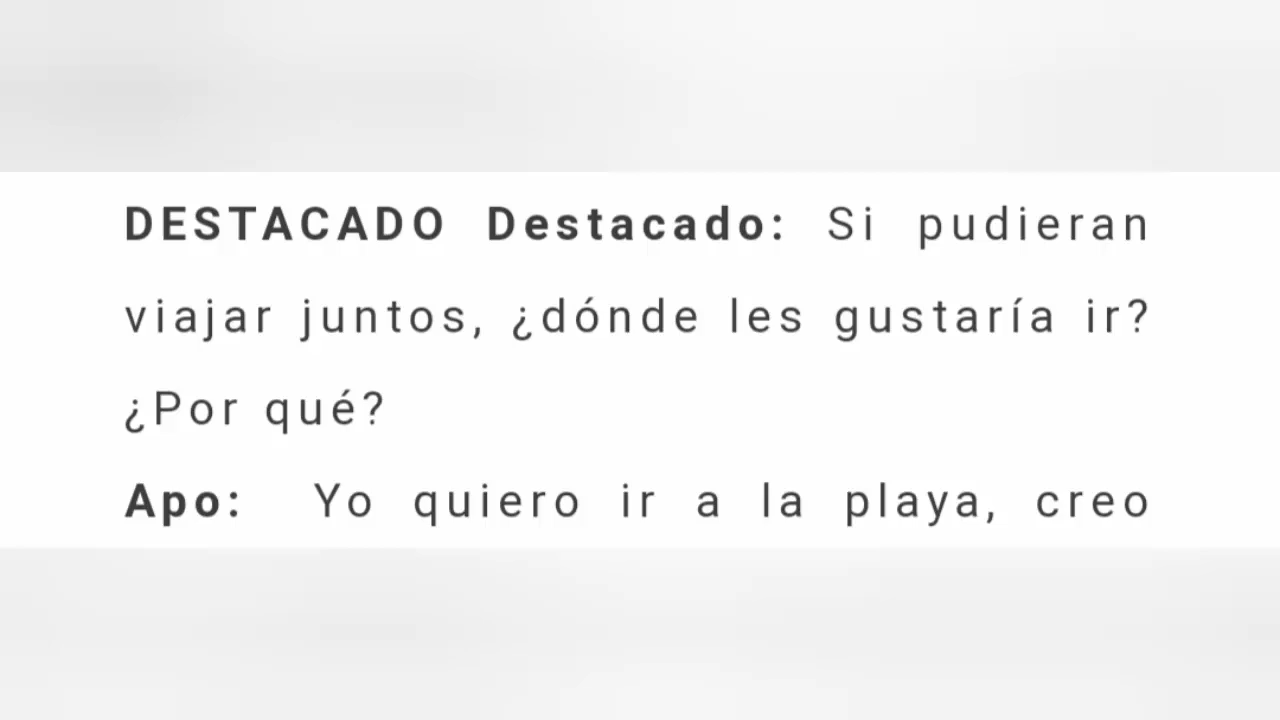 DESTACADO Destacado: Si pudieran
viajar juntos, ¿dónde les gustaría ir?
¿Por qué?
Apo: Yo quiero ir a la playa, creo